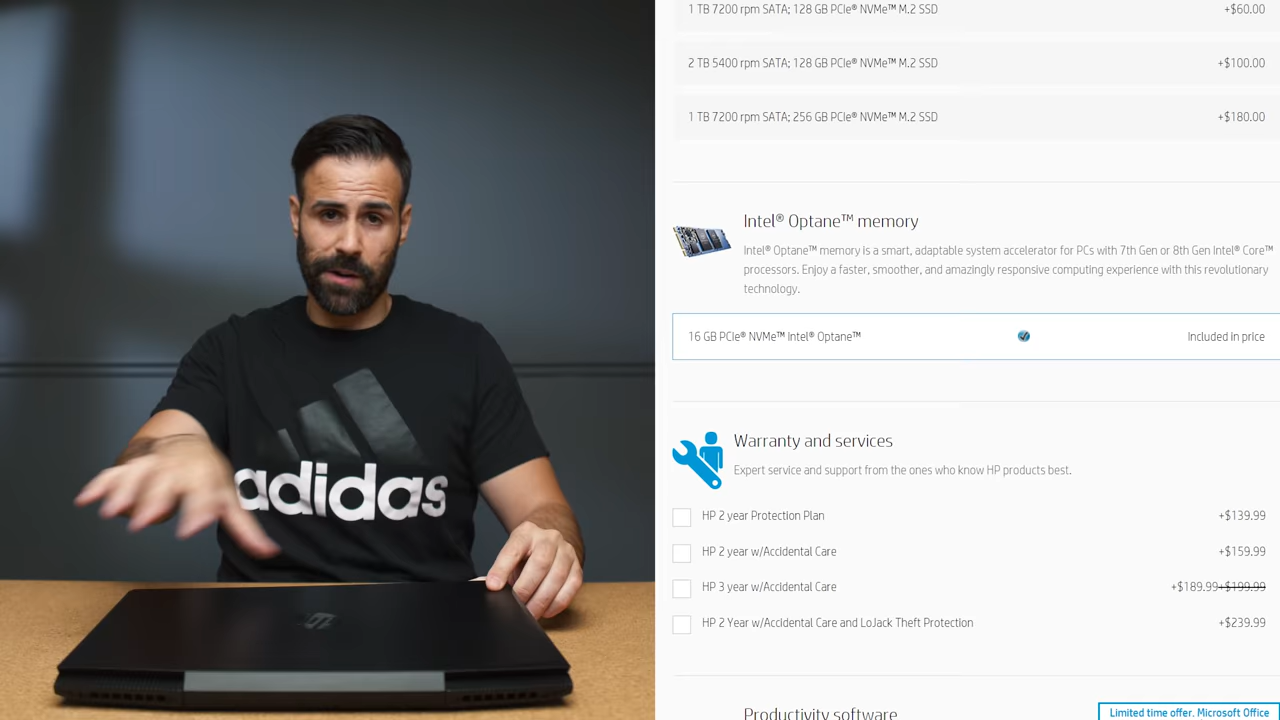 adidas
1 TB 7200 rpm SATA; 128 GB PCIe® NVMe™ M.2 SSD +$60.00
2 TB 5400 rpm SATA; 128 GB PCIe® NVMe™ M.2 SSD +$100.00
1 TB 7200 rpm SATA; 256 GB PCIe® NVMe™ M.2 SSD +$180.00
Intel® Optane™ memory
Intel® Optane™ memory is a smart, adaptable system accelerator for PCs with 7th Gen or 8th Gen Intel® Core™
processors. Enjoy a faster, smoother, and amazingly responsive computing experience with this revolutionary
technology.
16 GB PCIe® NVMe™ Intel® Optane™ Included in price
Warranty and services
Expert service and support from the ones who know HP products best.
HP 2 year Protection Plan +$139.99
HP 2 year w/Accidental Care +$159.99
HP 3 year w/Accidental Care +$189.99+$199.99
HP 2 Year w/Accidental Care and LoJack Theft Protection +$239.99
Productivity software
Limited time offer. Microsoft Office